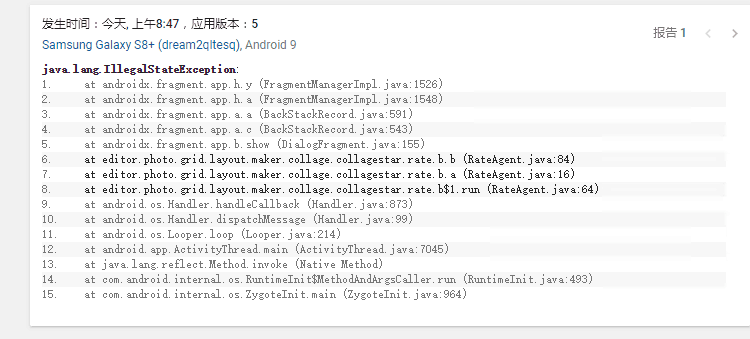 发生时间：今天, 上午8:47，应用版本：5
报告 1
Samsung Galaxy S8+ (dream2qltesq), Android 9
java.lang.IllegalStateException:
1. at androidx.fragment.app.h.y (FragmentManagerImpl.java:1526)
2. at androidx.fragment.app.h.a (FragmentManagerImpl.java:1548)
3. at androidx.fragment.app.a.a (BackStackRecord.java:591)
4. at androidx.fragment.app.a.c (BackStackRecord.java:543)
5. at androidx.fragment.app.b.show (DialogFragment.java:155)
6. at editor.photo.grid.layout.maker.collage.collagestar.rate.b.b (RateAgent.java:84)
7. at editor.photo.grid.layout.maker.collage.collagestar.rate.b.a (RateAgent.java:16)
8. at editor.photo.grid.layout.maker.collage.collagestar.rate.b$1.run (RateAgent.java:64)
9. at android.os.Handler.handleCallback (Handler.java:873)
10. at android.os.Handler.dispatchMessage (Handler.java:99)
11. at android.os.Looper.loop (Looper.java:214)
12. at android.app.ActivityThread.main (ActivityThread.java:7045)
13. at java.lang.reflect.Method.invoke (Native Method)
14. at com.android.internal.os.RuntimeInit$MethodAndArgsCaller.run (RuntimeInit.java:493)
15. at com.android.internal.os.ZygoteInit.main (ZygoteInit.java:964)